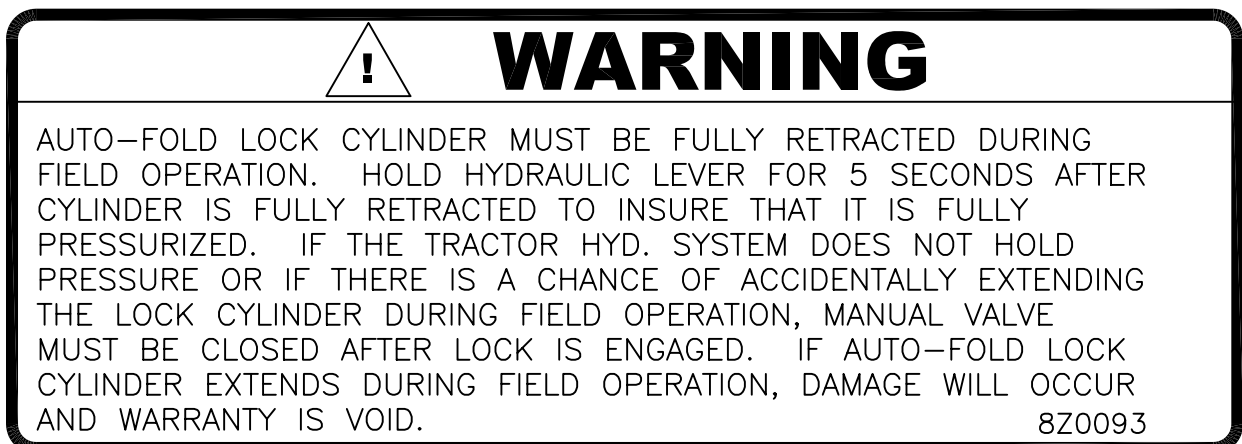 ! WARNING
AUTO-FOLD LOCK CYLINDER MUST BE FULLY RETRACTED DURING
FIELD OPERATION. HOLD HYDRAULIC LEVER FOR 5 SECONDS AFTER
CYLINDER IS FULLY RETRACTED TO INSURE THAT IT IS FULLY
PRESSURIZED. IF THE TRACTOR HYD. SYSTEM DOES NOT HOLD
PRESSURE OR IF THERE IS A CHANCE OF ACCIDENTALLY EXTENDING
THE LOCK CYLINDER DURING FIELD OPERATION, MANUAL VALVE
MUST BE CLOSED AFTER LOCK IS ENGAGED. IF AUTO-FOLD LOCK
CYLINDER EXTENDS DURING FIELD OPERATION, DAMAGE WILL OCCUR
AND WARRANTY IS VOID. 8Z0093